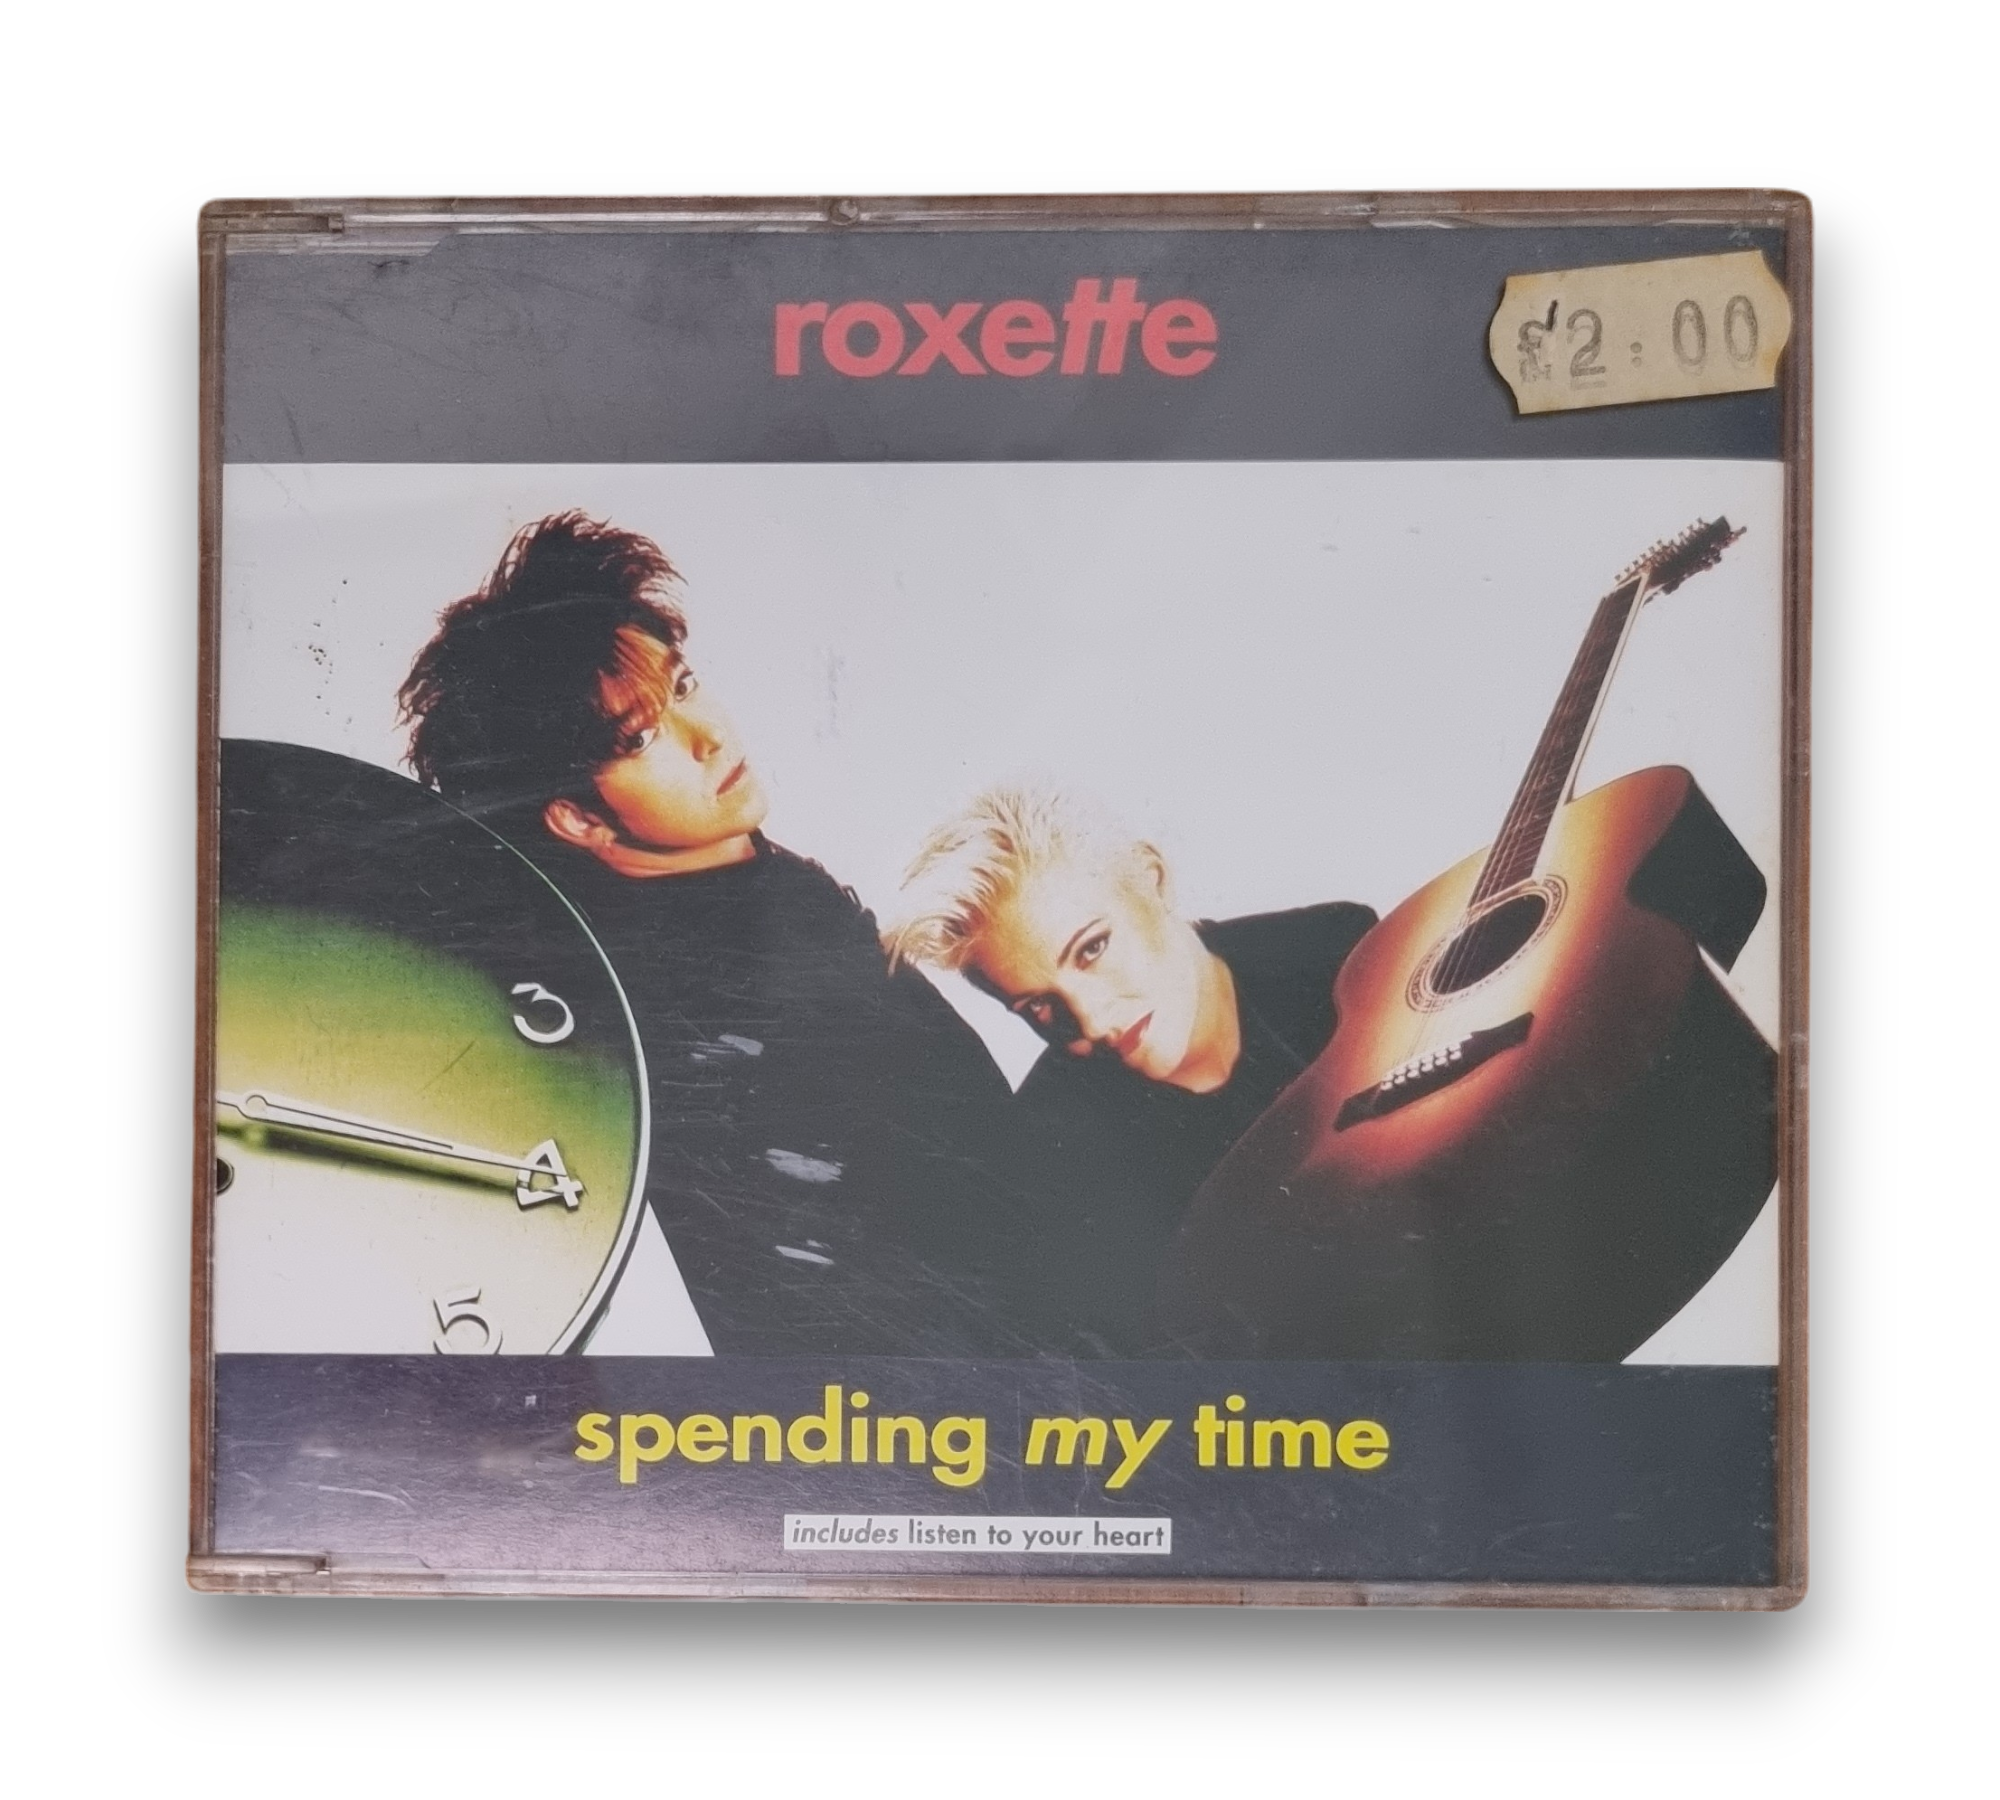 roxette
£2.00
3
4
5
spending my time
includes listen to your heart